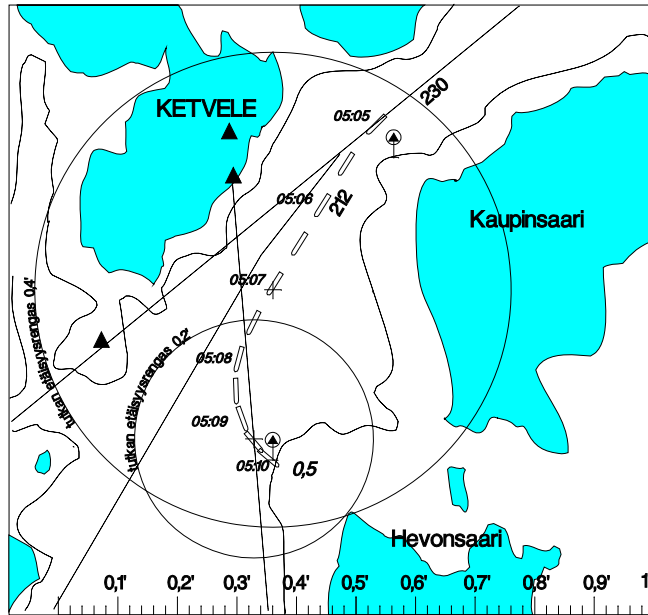 230
KETVELE
05:05
05:06
212
Kaupinsaari
05:07
tutkan etäisyysrengas 0,4'
tutkan etäisyysrengas 0,2'
05:08
05:09
05:10
0,5
Hevonsaari
0,1' 0,2' 0,3' 0,4' 0,5' 0,6' 0,7' 0,8' 0,9' 1